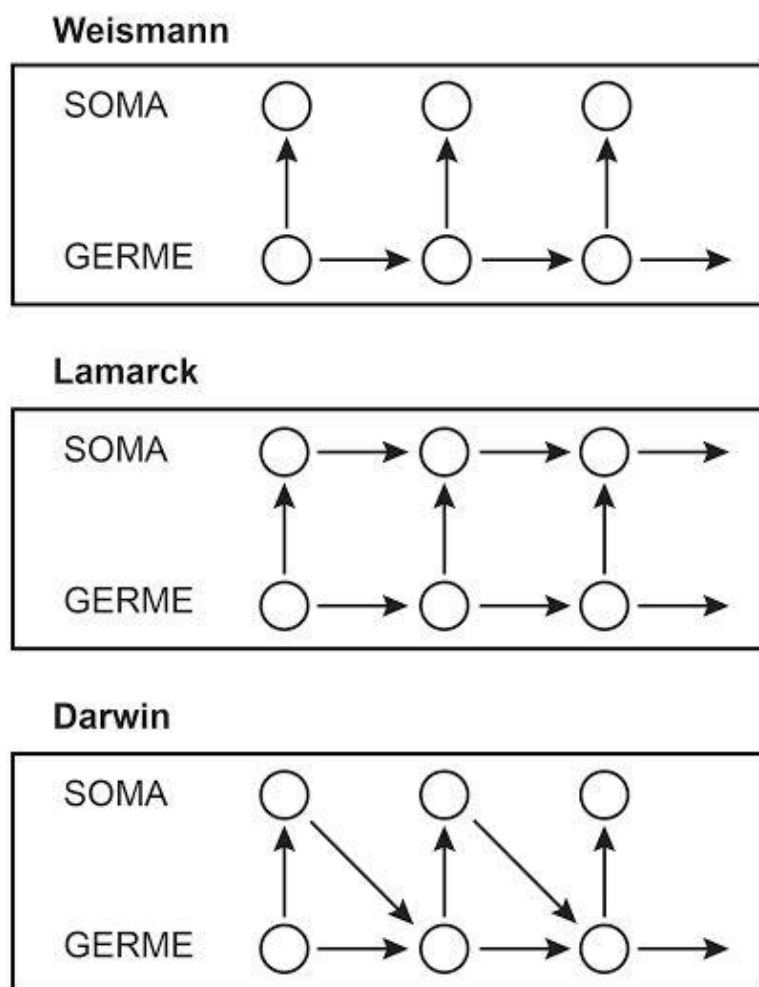 Weismann
SOMA
GERME
Lamarck
SOMA
GERME
Darwin
SOMA
GERME